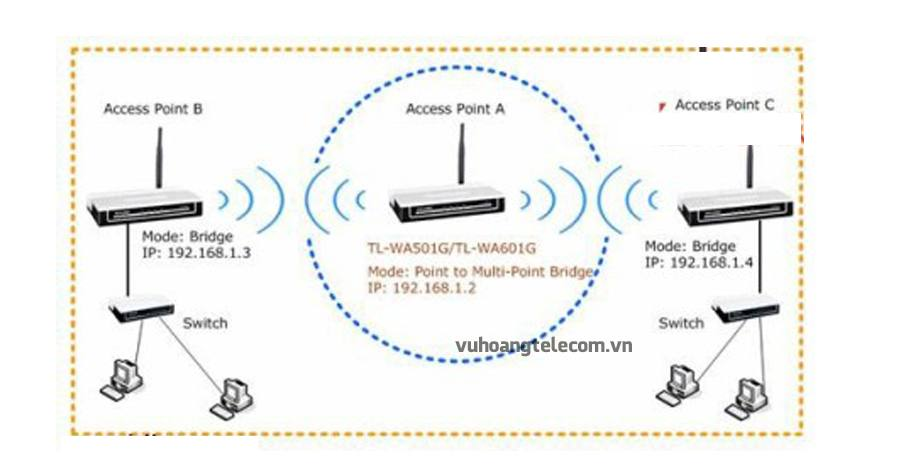 Access Point B
Access Point A
Access Point C
Mode: Bridge
IP: 192.168.1.3
TL-WA501G/TL-WA601G
Mode: Point to Multi-Point Bridge
IP: 192.168.1.2
Mode: Bridge
IP: 192.168.1.4
Switch
Switch
vuhoangtelecom.vn